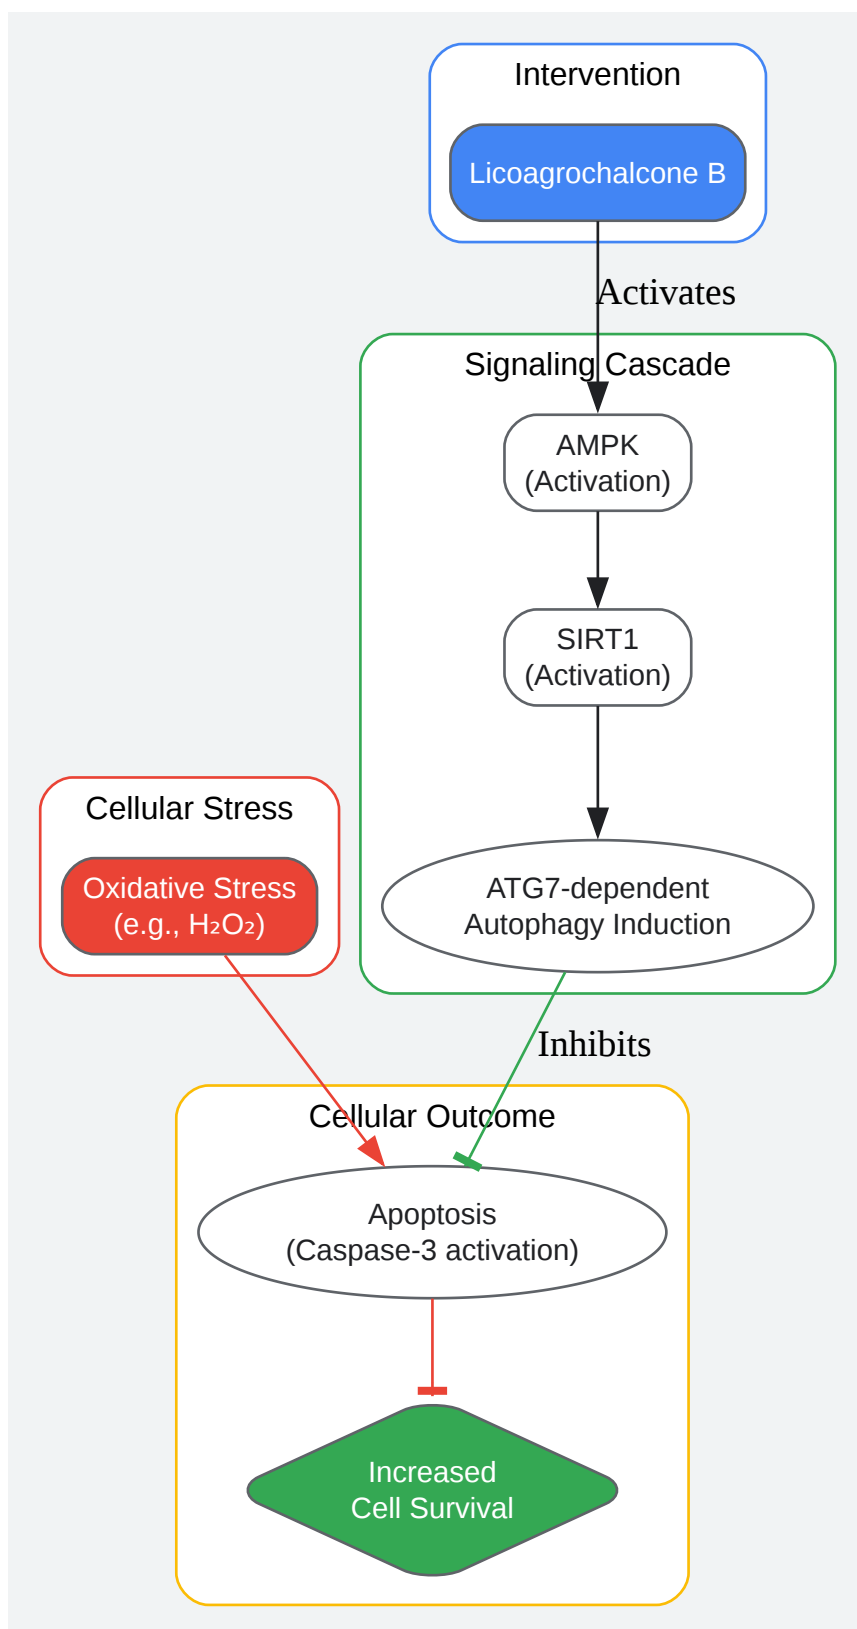 Intervention
Licoagrochalcone B
Activates
Signaling Cascade
AMPK
(Activation)
SIRT1
(Activation)
Cellular Stress
Oxidative Stress
(e.g., H₂O₂)
ATG7-dependent
Autophagy Induction
Inhibits
Cellular Outcome
Apoptosis
(Caspase-3 activation)
Increased
Cell Survival